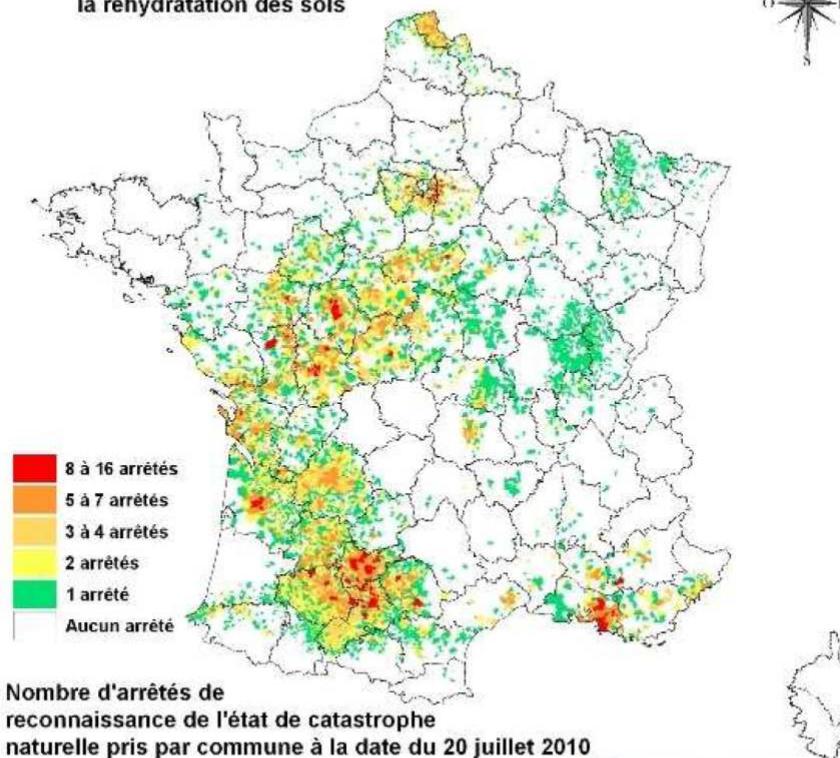 la réhydratation des sols
O
S
8 à 16 arrêtés
5 à 7 arrêtés
3 à 4 arrêtés
2 arrêtés
1 arrêté
Aucun arrêté
Nombre d'arrêtés de
reconnaissance de l'état de catastrophe
naturelle pris par commune à la date du 20 juillet 2010